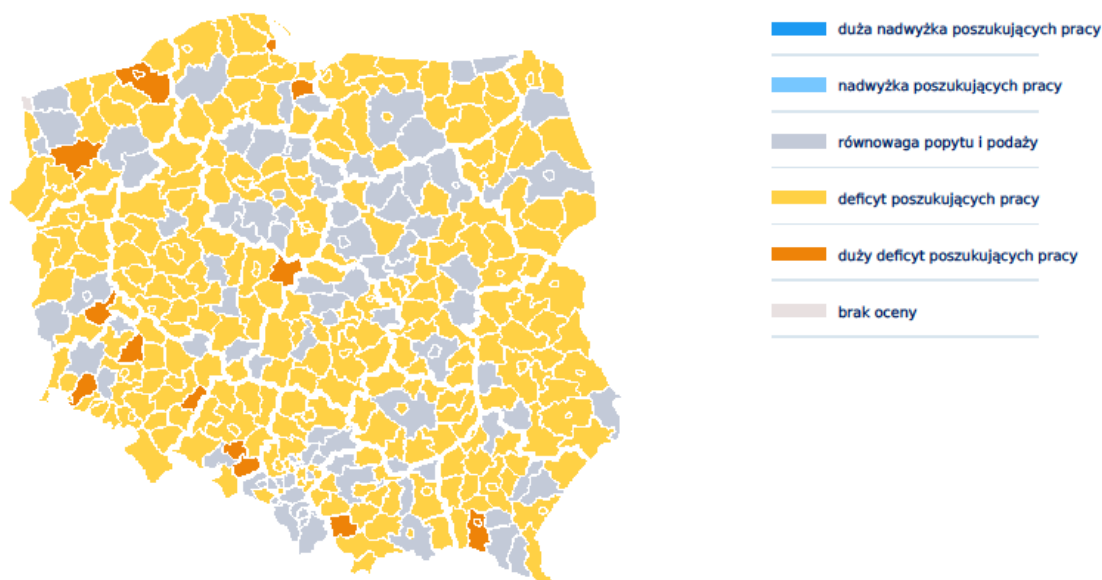 duża nadwyżka poszukujących pracy
nadwyżka poszukujących pracy
równowaga popytu i podaży
deficyt poszukujących pracy
duży deficyt poszukujących pracy
brak oceny